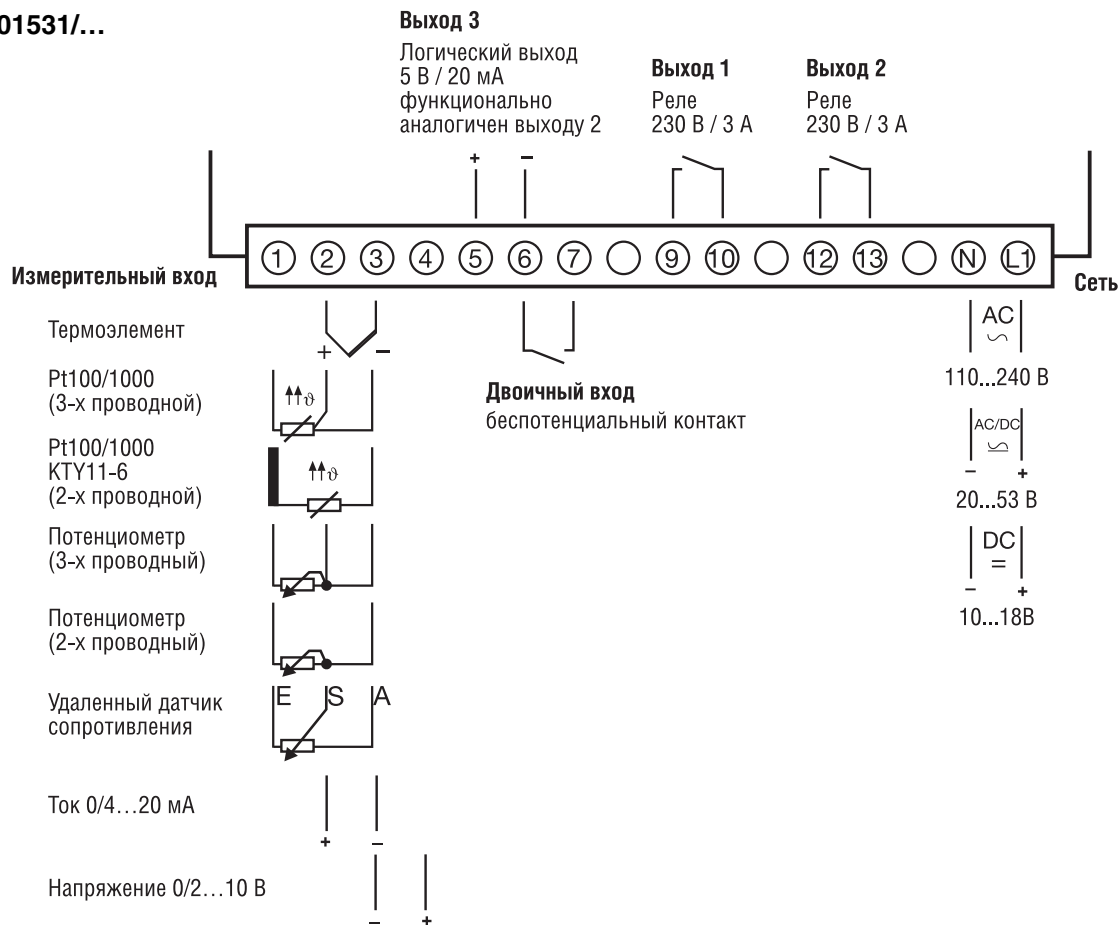 01531/...
Выход 3
Логический выход
5 В / 20 мА
функционально
аналогичен выходу 2
Выход 1
Реле
230 В / 3 А
Выход 2
Реле
230 В / 3 А
+ –
1 2 3 4 5 6 7 9 10 12 13 N L1
Измерительный вход
Сеть
Термоэлемент
+ –
Pt100/1000
(3-х проводной)
ϑ
Pt100/1000
KTY11-6
(2-х проводной)
ϑ
Потенциометр
(3-х проводный)
Потенциометр
(2-х проводный)
Удаленный датчик
сопротивления
E S A
Ток 0/4...20 мА
+ –
Напряжение 0/2...10 В
– +
Двоичный вход
беспотенциальный контакт
AC
110...240 В
AC/DC
– +
20...53 В
DC
=
– +
10...18В